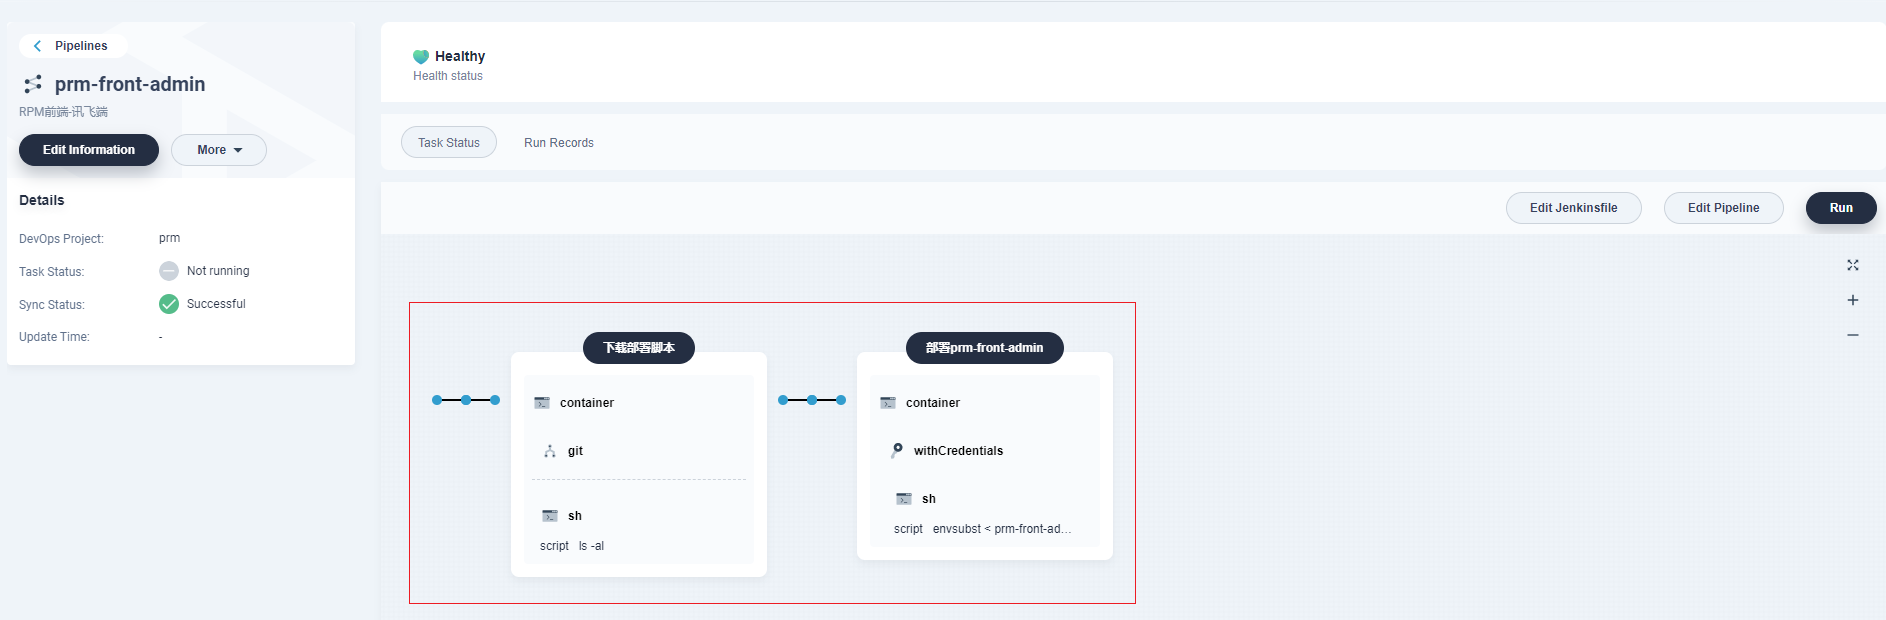 Pipelines
prm-front-admin
RPM前端-讯飞端
Edit Information
More
Details
DevOps Project: prm
Task Status: Not running
Sync Status: Successful
Update Time: -
Healthy
Health status
Task Status Run Records
Edit Jenkinsfile Edit Pipeline Run
下载部署脚本
container
git
sh
script ls -al
部署prm-front-admin
container
withCredentials
sh
script envsubst < prm-front-ad...